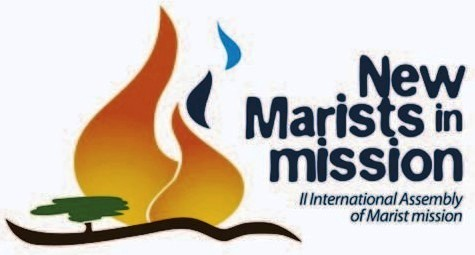 New
Marists in
mission
II International Assembly
of Marist mission